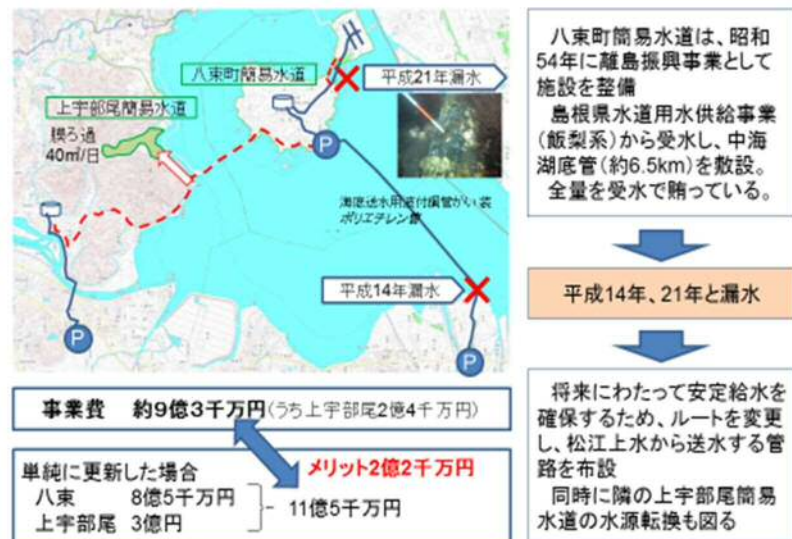 八束町簡易水道
平成21年漏水
上宇部尾簡易水道
膜ろ過
40㎥/日
P
海底送水用液付鋼管がい装
ポリエチレン管
平成14年漏水
P
P
事業費 約9億3千万円(うち上宇部尾2億4千万円)
メリット2億2千万円
単純に更新した場合
八束 8億5千万円
上宇部尾 3億円
11億5千万円
八束町簡易水道は、昭和
54年に離島振興事業として
施設を整備
島根県水道用水供給事業
(飯梨系)から受水し、中海
湖底管(約6.5km)を敷設。
全量を受水で賄っている。
平成14年、21年と漏水
将来にわたって安定給水を
確保するため、ルートを変更
し、松江上水から送水する管
路を布設
同時に隣の上宇部尾簡易
水道の水源転換も図る